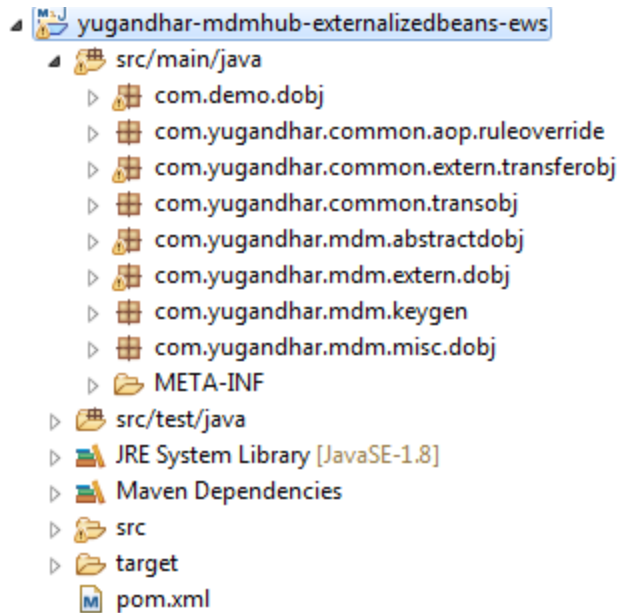 yugandhar-mdmhub-externalizedbeans-ews
src/main/java
com.demo.dobj
com.yugandhar.common.aop.ruleoverride
com.yugandhar.common.extern.transferobj
com.yugandhar.common.transobj
com.yugandhar.mdm.abstractdobj
com.yugandhar.mdm.extern.dobj
com.yugandhar.mdm.keygen
com.yugandhar.mdm.misc.dobj
META-INF
src/test/java
JRE System Library [JavaSE-1.8]
Maven Dependencies
src
target
pom.xml